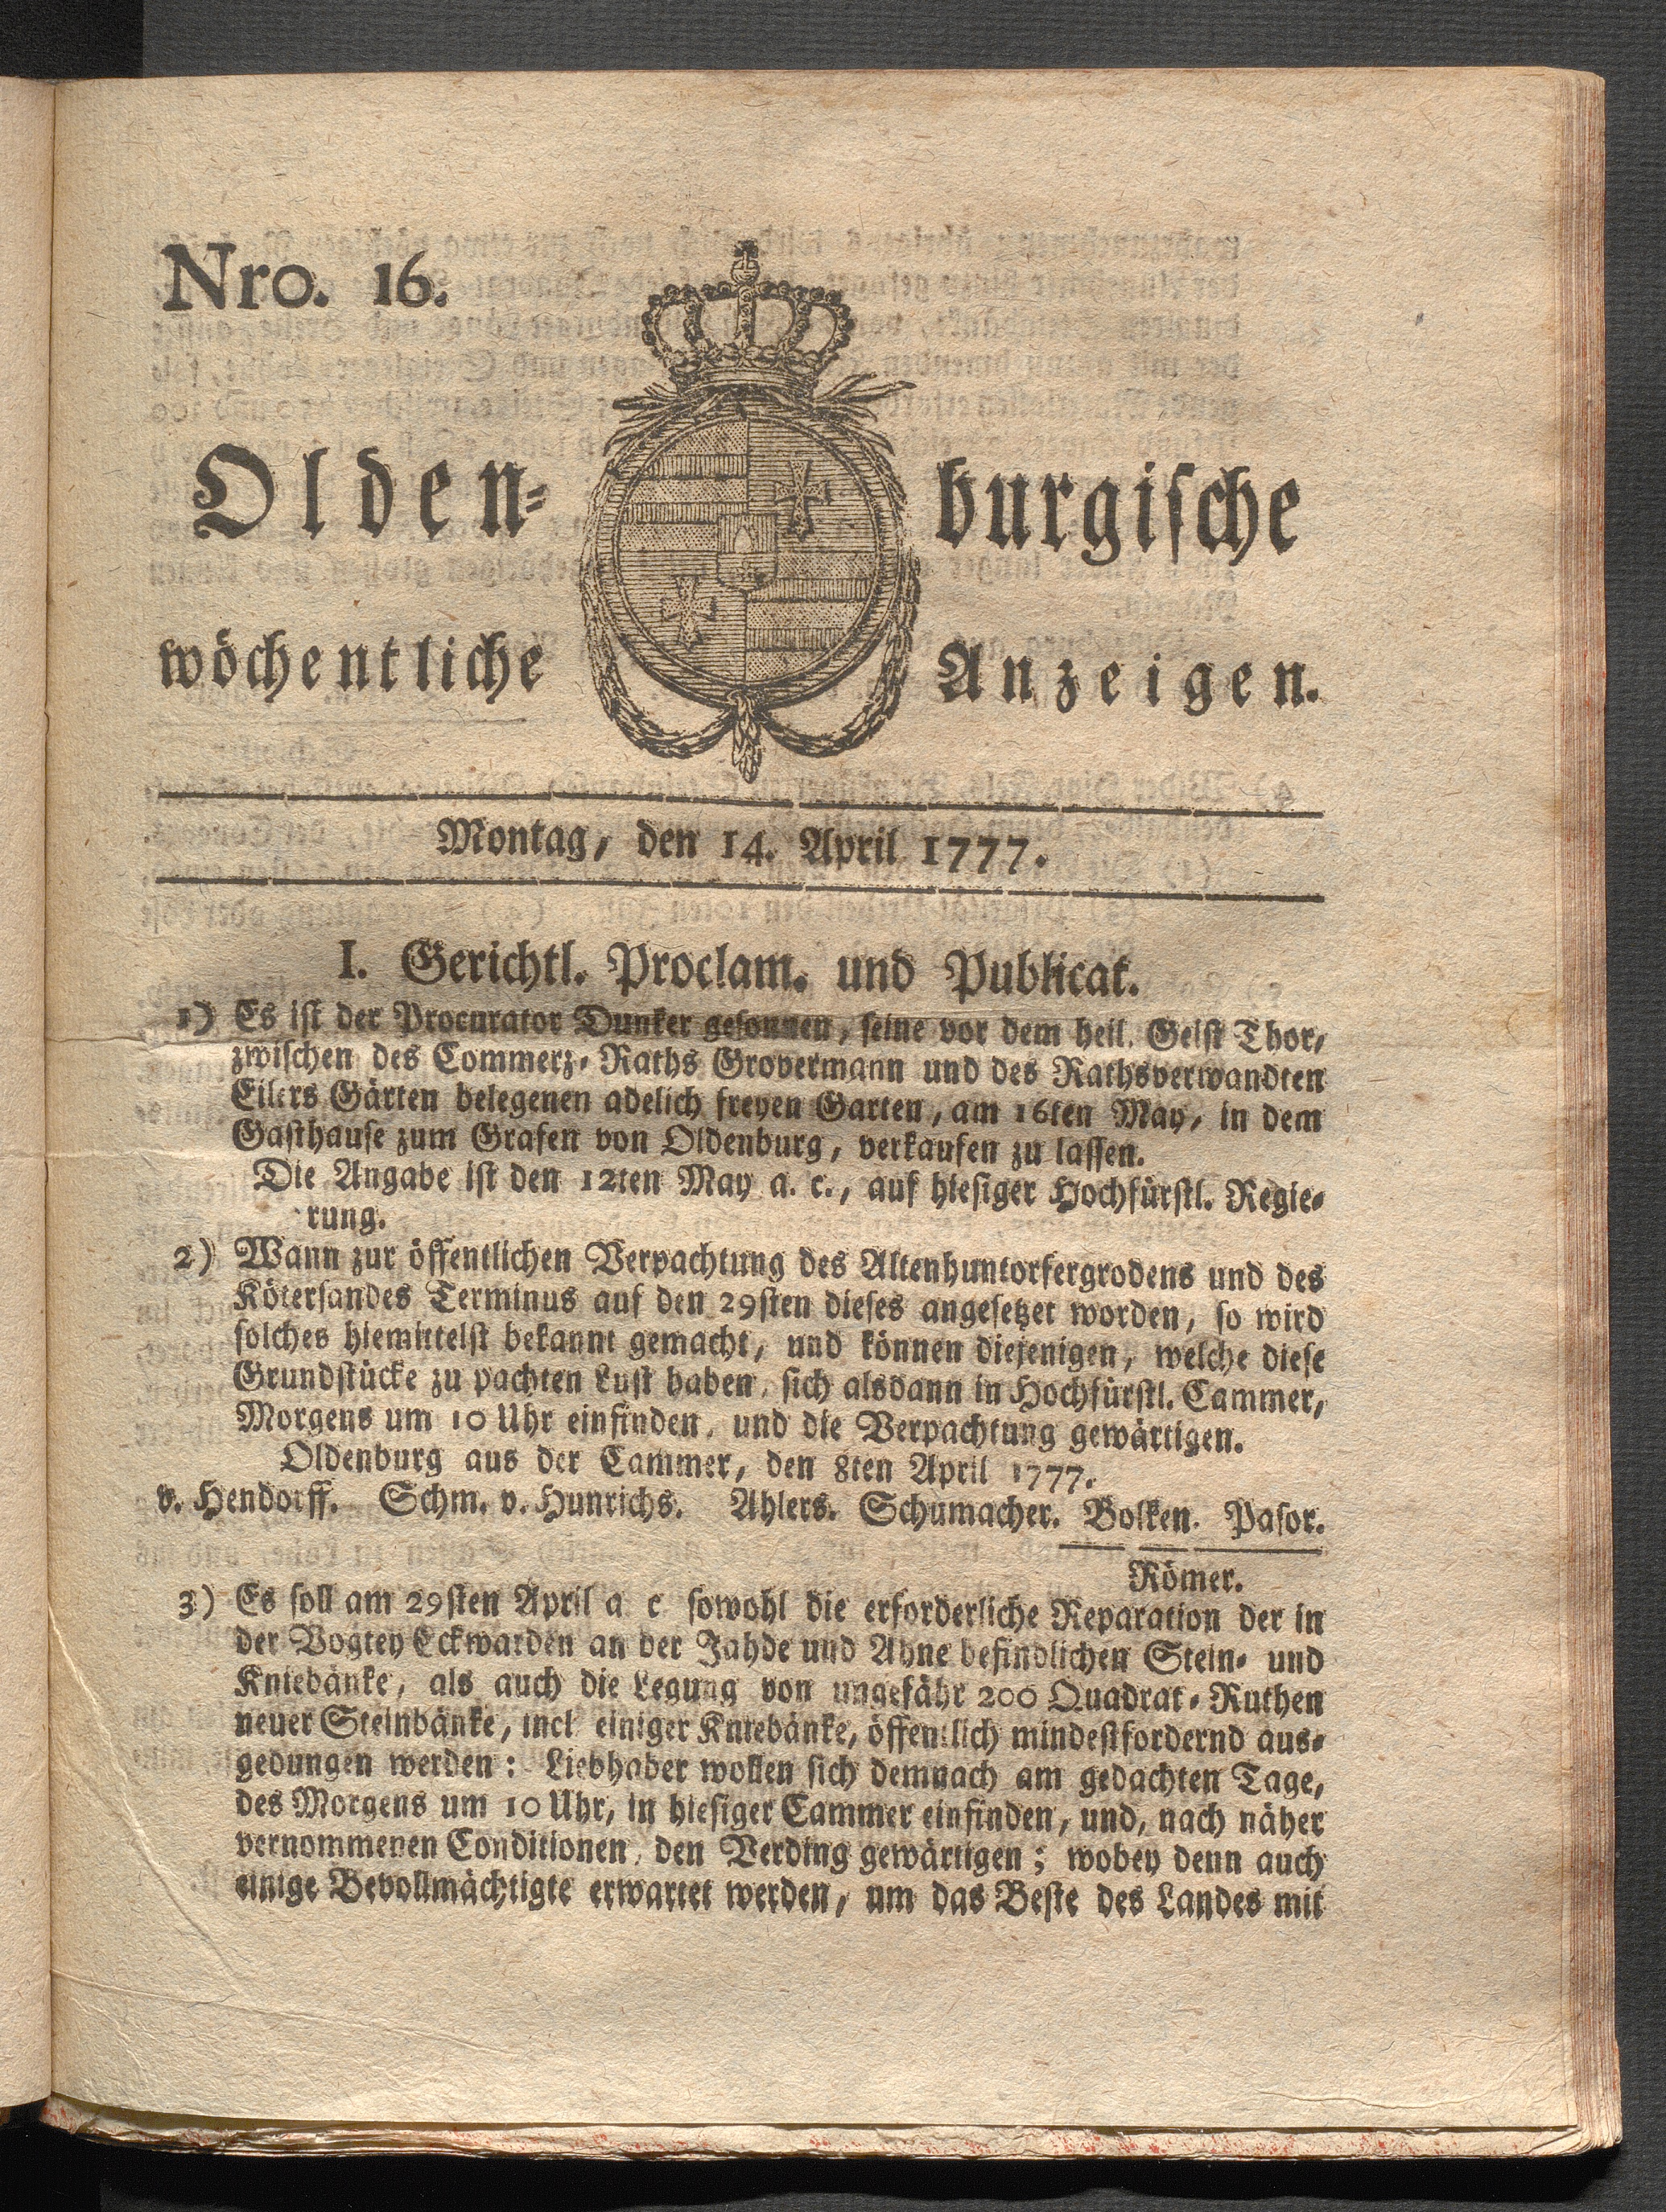 Nro. 16.
Olden- burgische
wöchentliche Anzeigen.
Montag, den 14. April 1777.
I. Gerichtl. Proclam. und Publicat.
1) Es ist der Procurator Dunker gesonnen, seine vor dem heil. Geist Thor,
zwischen des Commerz-Raths Grovermann und des Rathsverwandten
Eilers Gärten belegenen adelich freyen Garten, am 16ten May, in dem
Gasthause zum Grafen von Oldenburg, verkaufen zu lassen.
Die Angabe ist den 12ten May a. c., auf hiesiger Hochfürstl. Regie-
rung.
2) Wann zur öffentlichen Verpachtung des Altenhuntorfergrodens und des
Kötersandes Terminus auf den 29sten dieses angesetzet worden, so wird
solches hiemittelst bekannt gemacht, und können diejenigen, welche diese
Grundstücke zu pachten Lust haben, sich alsdann in Hochfürstl. Cammer,
Morgens um 10 Uhr einfinden, und die Verpachtung gewärtigen.
Oldenburg aus der Cammer, den 8ten April 1777.
v. Hendorff. Schm. v. Hunrichs. Ahlers. Schumacher. Bolken. Pasor.
Römer.
3) Es soll am 29sten April a c sowohl die erforderliche Reparation der in
der Vogtey Eckwarden an der Jahde und Ahne befindlichen Stein- und
Kniebänke, als auch die Legung von ungefähr 200 Quadrat-Ruthen
neuer Steinbänke, incl einiger Kniebänke, öffentlich mindestfordernd aus-
gedungen werden: Liebhaber wollen sich demnach am gedachten Tage,
des Morgens um 10 Uhr, in hiesiger Cammer einfinden, und, nach näher
vernommenen Conditionen, den Verding gewärtigen; wobey denn auch
einige Bevollmächtigte erwartet werden, um das Beste des Landes mit